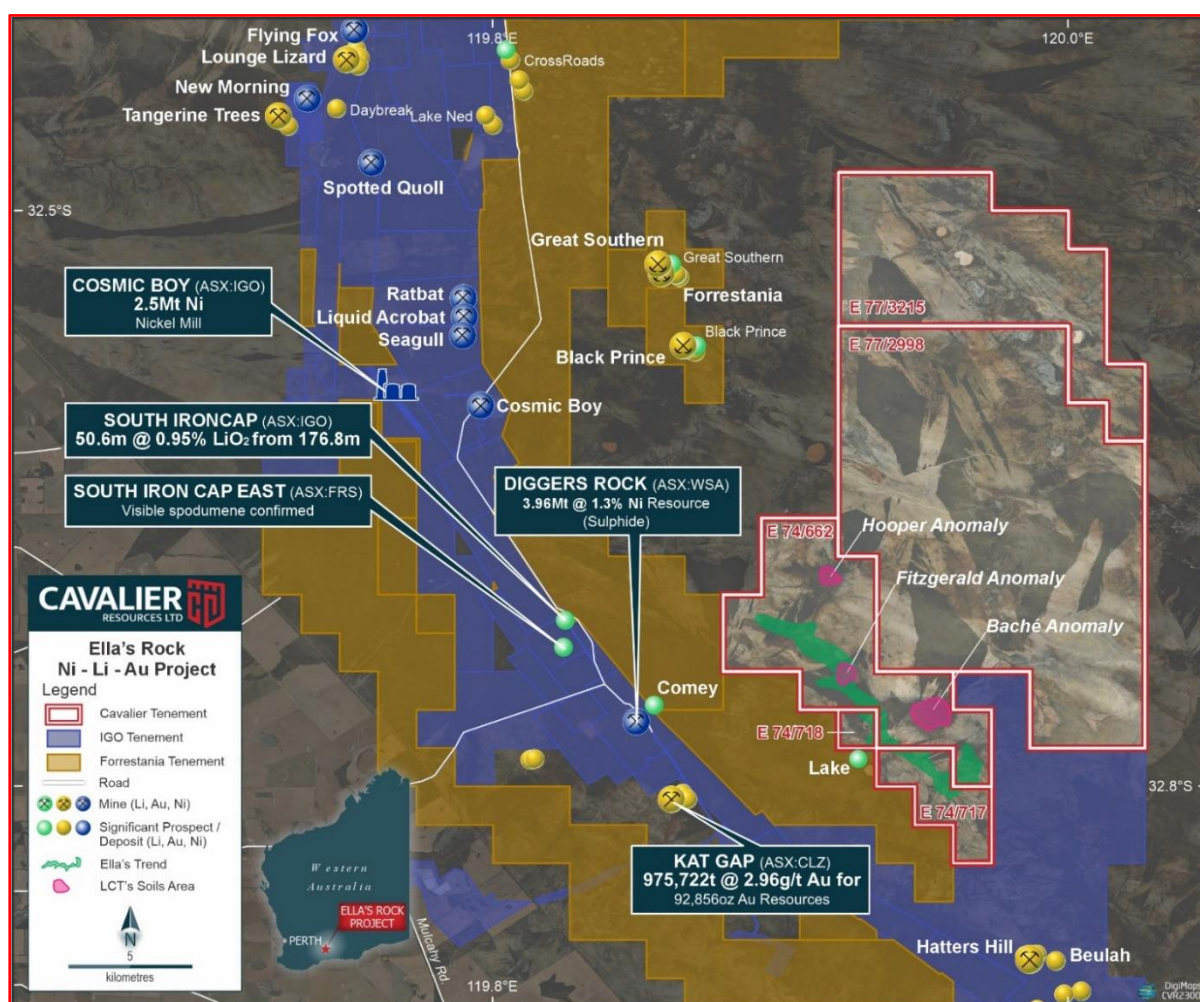 119.8°E
120.0°E
Flying Fox
Lounge Lizard
CrossRoads
New Morning
Daybreak
Lake Ned
Tangerine Trees
Spotted Quoll
32.5°S
Great Southern
Great Southern
Forrestania
COSMIC BOY (ASX:IGO)
2.5Mt Ni
Nickel Mill
Ratbat
Liquid Acrobat
Seagull
E 77/3215
E 77/2998
Black Prince
Black Prince
Cosmic Boy
SOUTH IRONCAP (ASX:IGO)
50.6m @ 0.95% LiO₂ from 176.8m
SOUTH IRON CAP EAST (ASX:FRS)
Visible spodumene confirmed
DIGGERS ROCK (ASX:WSA)
3.96Mt @ 1.3% Ni Resource
(Sulphide)
E 74/662
Hooper Anomaly
Fitzgerald Anomaly
Baché Anomaly
Comey
E 74/718
Lake
E 74/717
32.8°S
KAT GAP (ASX:CLZ)
975,722t @ 2.96g/t Au for
92,856oz Au Resources
Hatters Hill
Beulah
CAVALIER
RESOURCES LTD
Ella's Rock
Ni - Li - Au Project
Legend
Cavalier Tenement
IGO Tenement
Forrestania Tenement
Road
Mine (Li, Au, Ni)
Significant Prospect /
Deposit (Li, Au, Ni)
Ella's Trend
LCT's Soils Area
N
5
kilometres
Western
Australia
ELLA'S ROCK
PROJECT
PERTH
Mulcahy Rd.
119.8°E